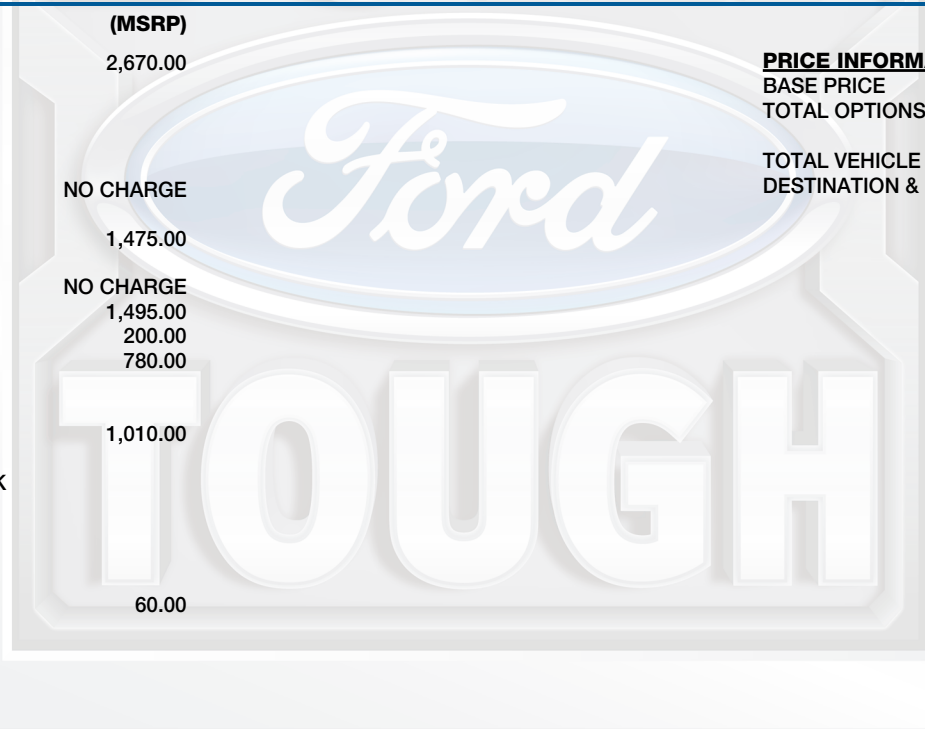 (MSRP)
2,670.00
NO CHARGE
1,475.00
NO CHARGE
1,495.00
200.00
780.00
1,010.00
K
60.00
PRICE INFORMA
BASE PRICE
TOTAL OPTIONS
TOTAL VEHICLE
DESTINATION &
Ford
TOUGH